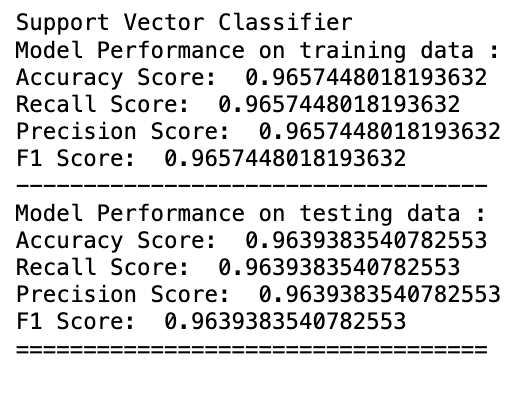 Support Vector Classifier
Model Performance on training data :
Accuracy Score:  0.9657448018193632
Recall Score:  0.9657448018193632
Precision Score:  0.9657448018193632
F1 Score:  0.9657448018193632
-----------------------------------
Model Performance on testing data :
Accuracy Score:  0.9639383540782553
Recall Score:  0.9639383540782553
Precision Score:  0.9639383540782553
F1 Score:  0.9639383540782553
===================================